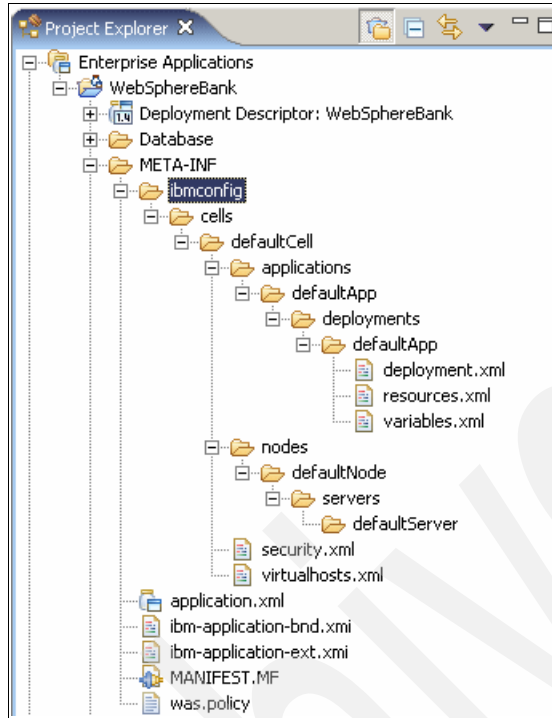 Project Explorer
Enterprise Applications
WebSphereBank
1.4 Deployment Descriptor: WebSphereBank
Database
META-INF
ibmconfig
cells
defaultCell
applications
defaultApp
deployments
defaultApp
deployment.xml
resources.xml
variables.xml
nodes
defaultNode
servers
defaultServer
security.xml
virtualhosts.xml
application.xml
ibm-application-bnd.xmi
ibm-application-ext.xmi
MANIFEST.MF
was.policy